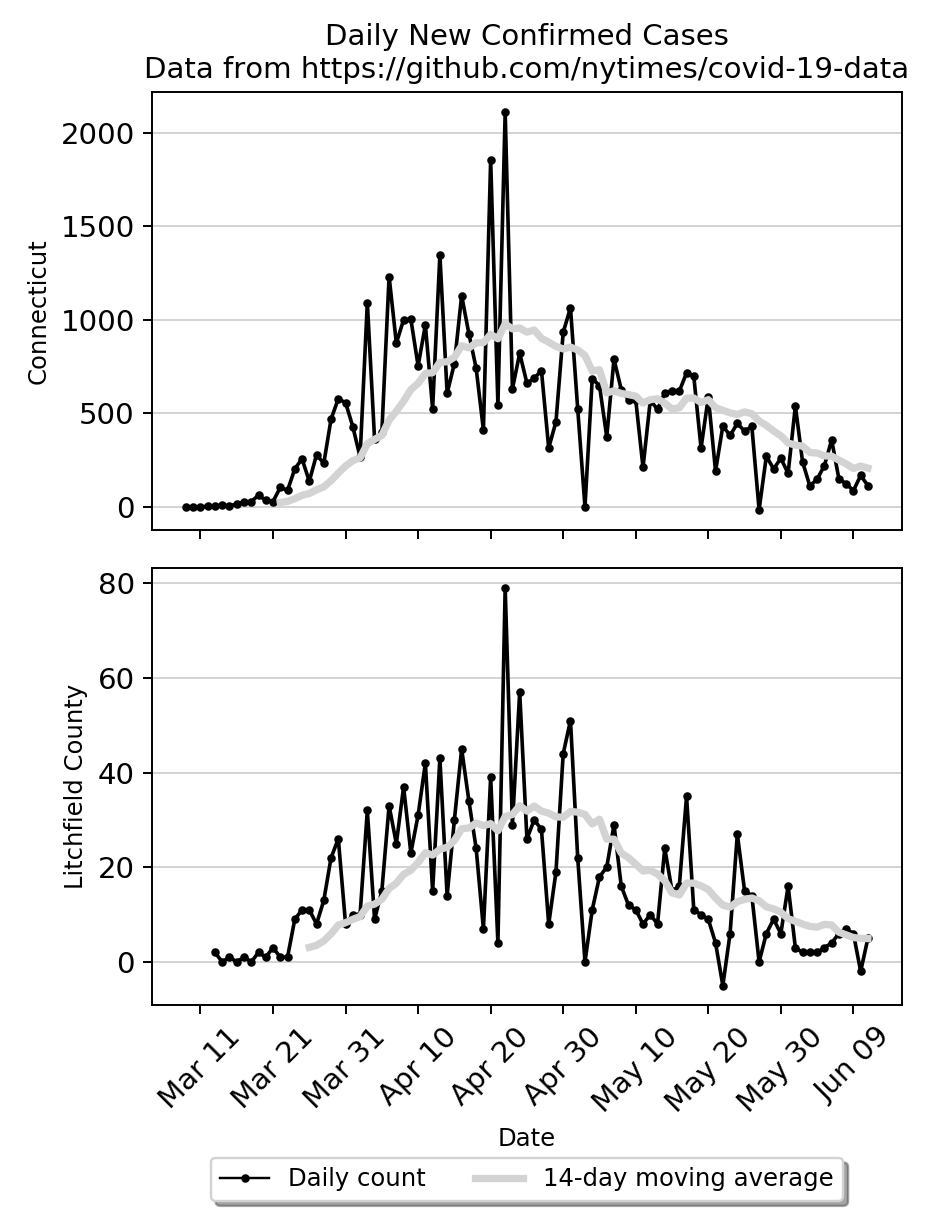 Daily New Confirmed Cases
Data from https://github.com/nytimes/covid-19-data
Connecticut
2000
1500
1000
500
0
Litchfield County
80
60
40
20
0
Mar 11
Mar 21
Mar 31
Apr 10
Apr 20
Apr 30
May 10
May 20
May 30
Jun 09
Date
Daily count
14-day moving average